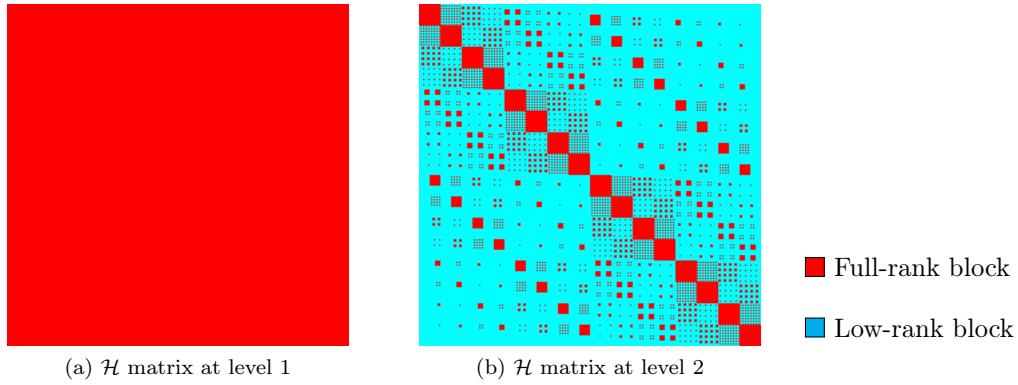 Full-rank block
Low-rank block
(a) ℋ matrix at level 1
(b) ℋ matrix at level 2